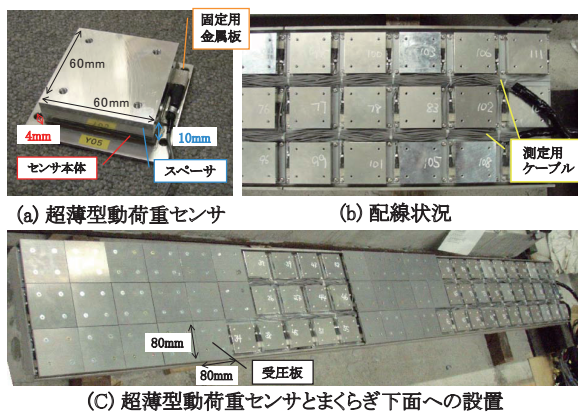 固定用
金属板
60mm
60mm
4mm
10mm
Y05
センサ本体
スペーサ
測定用
ケーブル
(a) 超薄型動荷重センサ
(b) 配線状況
80mm
80mm
受圧板
(C) 超薄型動荷重センサとまくらぎ下面への設置